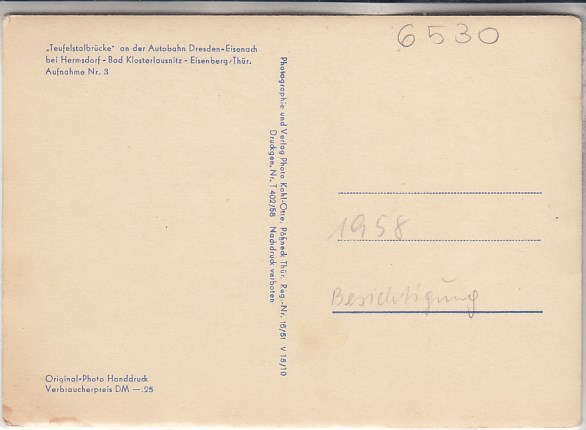 „Teufelstalbrücke" an der Autobahn Dresden-Eisenach
bei Hermsdorf - Bad Klosterlausnitz - Eisenberg/Thür.
Aufnahme Nr. 3
6530
Photographie und Verlag Photo Kahl-Otte, Pößneck Thür. Reg.-Nr. 15/51 V 15/10
Druckgen. Nr. T 402/58 Nachdruck verboten
1958
Besichtigung
Original-Photo Handdruck
Verbraucherpreis DM —.25